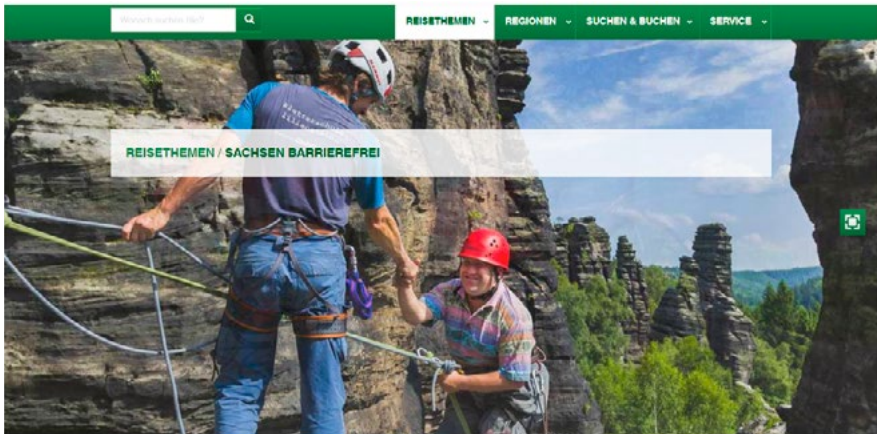 Wonach suchen Sie?
REISETHEMEN REGIONEN SUCHEN & BUCHEN SERVICE
REISETHEMEN / SACHSEN BARRIEREFREI